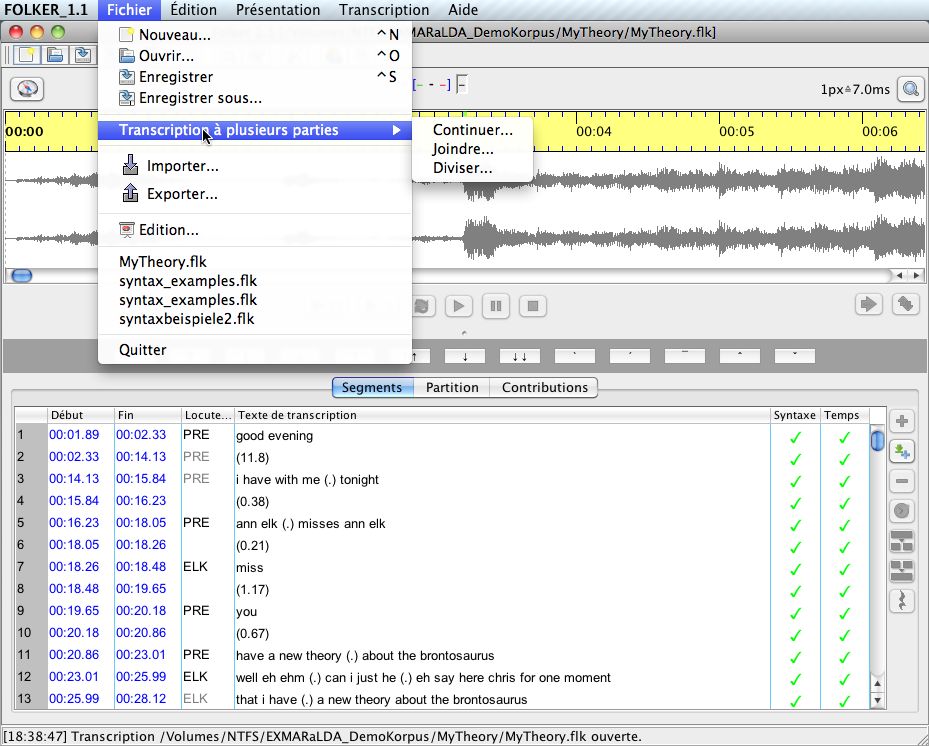 FOLKER_1.1 Fichier Édition Présentation Transcription Aide
ARaLDA_DemoKorpus/MyTheory/MyTheory.flk]
Nouveau... ^N
Ouvrir... ^O
Enregistrer ^S
Enregistrer sous...
Transcription à plusieurs parties
Continuer...
Joindre...
Diviser...
Importer...
Exporter...
Edition...
MyTheory.flk
syntax_examples.flk
syntax_examples.flk
syntaxbeispiele2.flk
Quitter
[- - -]
1px≙7.0ms
00:00 00:04 00:05 00:06
↑ ↓ ↓↓ ` ´ ¯ ˆ ˇ
Segments Partition Contributions
Début Fin Locute... Texte de transcription Syntaxe Temps
1 00:01.89 00:02.33 PRE good evening ✓ ✓
2 00:02.33 00:14.13 PRE (11.8) ✓ ✓
3 00:14.13 00:15.84 PRE i have with me (.) tonight ✓ ✓
4 00:15.84 00:16.23 (0.38) ✓ ✓
5 00:16.23 00:18.05 PRE ann elk (.) misses ann elk ✓ ✓
6 00:18.05 00:18.26 (0.21) ✓ ✓
7 00:18.26 00:18.48 ELK miss ✓ ✓
8 00:18.48 00:19.65 (1.17) ✓ ✓
9 00:19.65 00:20.18 PRE you ✓ ✓
10 00:20.18 00:20.86 (0.67) ✓ ✓
11 00:20.86 00:23.01 PRE have a new theory (.) about the brontosaurus ✓ ✓
12 00:23.01 00:25.99 ELK well eh ehm (.) can i just he (.) eh say here chris for one moment ✓ ✓
13 00:25.99 00:28.12 ELK that i have (.) a new theory about the brontosaurus ✓ ✓
[18:38:47] Transcription /Volumes/NTFS/EXMARaLDA_DemoKorpus/MyTheory/MyTheory.flk ouverte.